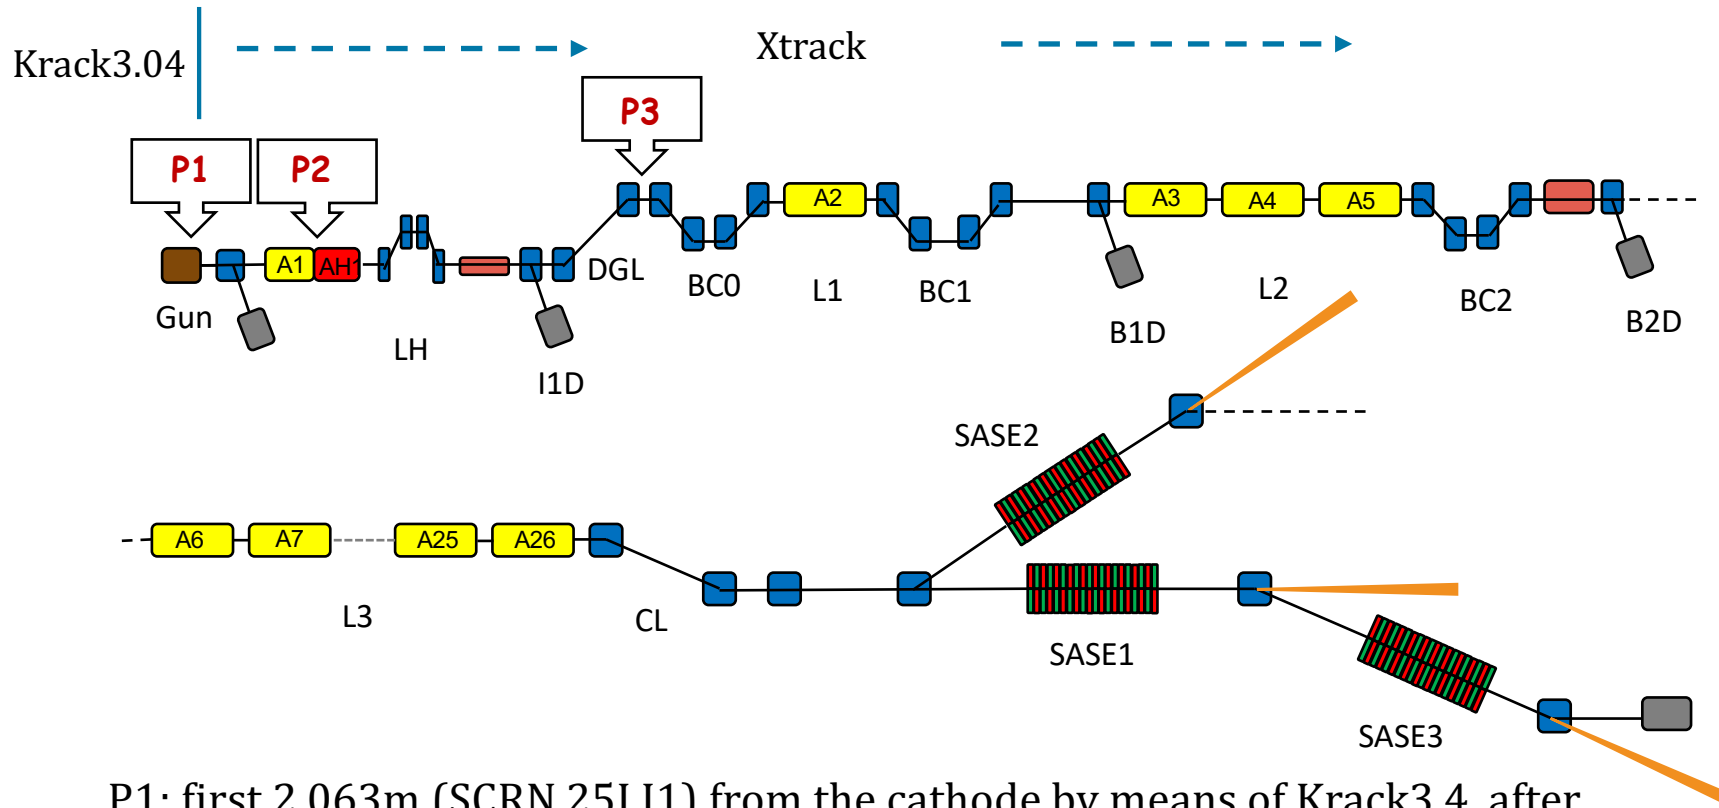 Krack3.04
Xtrack
P3
P1
P2
A2
A3
A4
A5
A1
AH1
DGL
BC0
L1
BC1
L2
BC2
Gun
LH
I1D
B1D
B2D
SASE2
A6
A7
A25
A26
L3
CL
SASE1
SASE3
P1: first 2.063m (SCRN.25LI1) from the cathode by means of Krack3.4, after